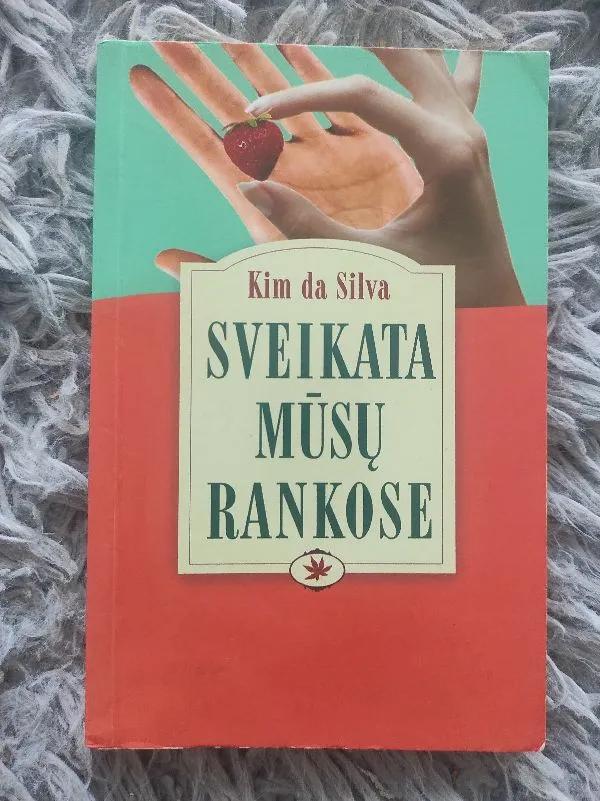 Kim da Silva
SVEIKATA
MŪSŲ
RANKOSE